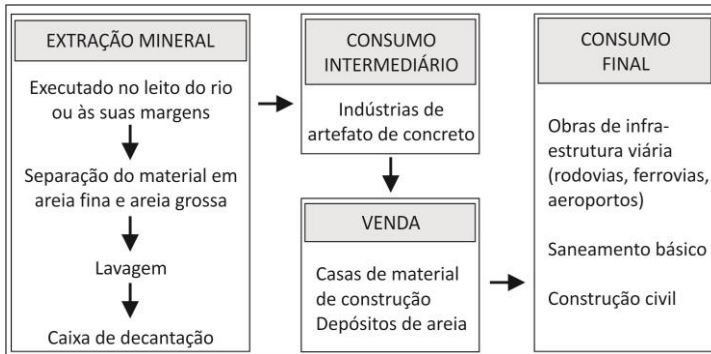 EXTRAÇÃO MINERAL
Executado no leito do rio
ou às suas margens
Separação do material em
areia fina e areia grossa
Lavagem
Caixa de decantação
CONSUMO
INTERMEDIÁRIO
Indústrias de
artefato de concreto
VENDA
Casas de material
de construção
Depósitos de areia
CONSUMO
FINAL
Obras de infra-
estrutura viária
(rodovias, ferrovias,
aeroportos)
Saneamento básico
Construção civil